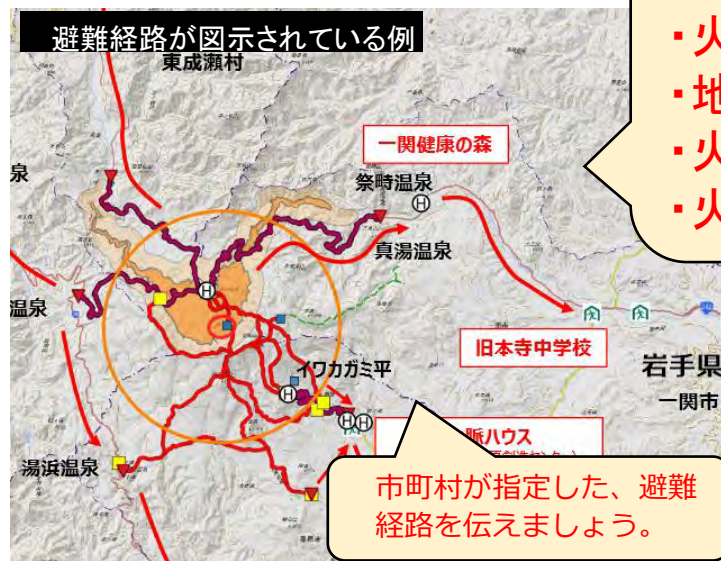 避難経路が図示されている例
・火
・地
・火
・火
東成瀬村
一関健康の森
祭畤温泉
泉
真湯温泉
温泉
旧本寺中学校
岩手県
一関市
イワカガミ平
脈ハウス
湯浜温泉
市町村が指定した、避難
経路を伝えましょう。